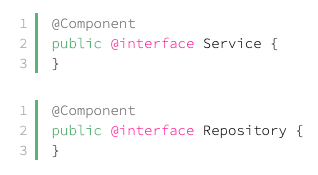 1 @Component
2 public @interface Service {
3 }
1 @Component
2 public @interface Repository {
3 }